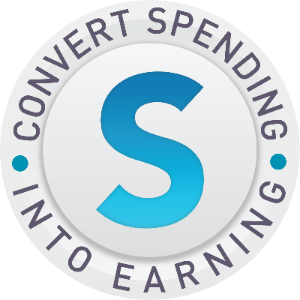 CONVERT SPENDING
S
INTO EARNING